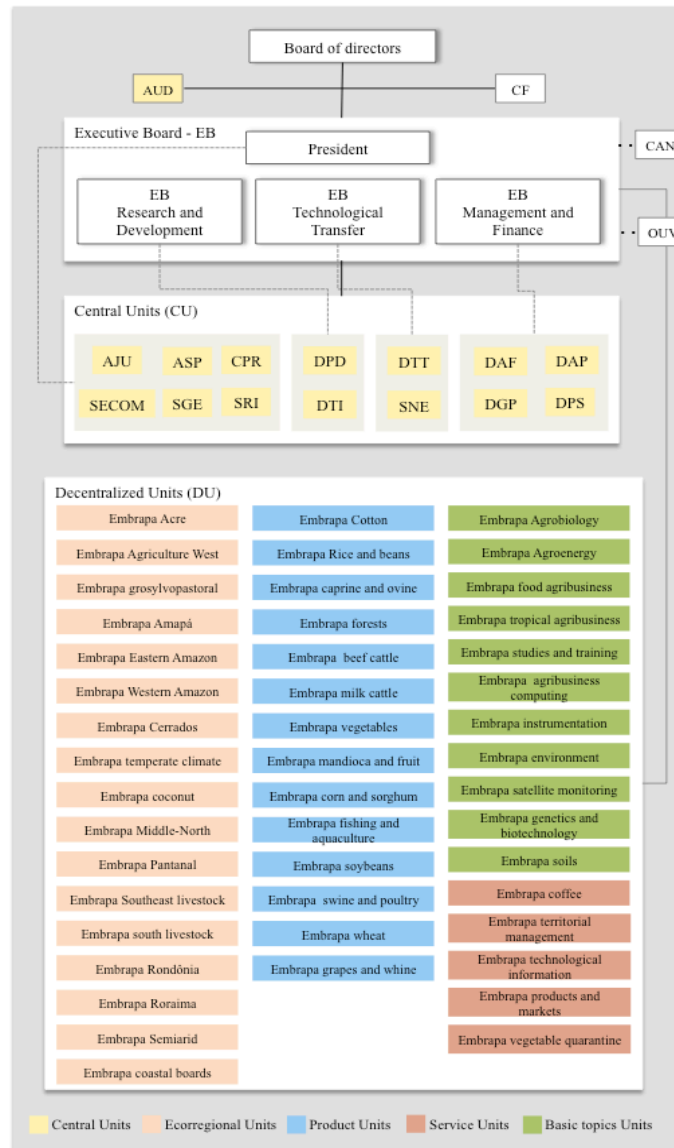 Board of directors
AUD
CF
Executive Board - EB
President
CAN
EB
Research and
Development
EB
Technological
Transfer
EB
Management and
Finance
OUV
Central Units (CU)
AJU
ASP
CPR
DPD
DTT
DAF
DAP
SECOM
SGE
SRI
DTI
SNE
DGP
DPS
Decentralized Units (DU)
Embrapa Acre
Embrapa Agriculture West
Embrapa grosylvopastoral
Embrapa Amapá
Embrapa Eastern Amazon
Embrapa Western Amazon
Embrapa Cerrados
Embrapa temperate climate
Embrapa coconut
Embrapa Middle-North
Embrapa Pantanal
Embrapa Southeast livestock
Embrapa south livestock
Embrapa Rondônia
Embrapa Roraima
Embrapa Semiarid
Embrapa coastal boards
Embrapa Cotton
Embrapa Rice and beans
Embrapa caprine and ovine
Embrapa forests
Embrapa beef cattle
Embrapa milk cattle
Embrapa vegetables
Embrapa mandioca and fruit
Embrapa corn and sorghum
Embrapa fishing and
aquaculture
Embrapa soybeans
Embrapa swine and poultry
Embrapa wheat
Embrapa grapes and whine
Embrapa Agrobiology
Embrapa Agroenergy
Embrapa food agribusiness
Embrapa tropical agribusiness
Embrapa studies and training
Embrapa agribusiness
computing
Embrapa instrumentation
Embrapa environment
Embrapa satellite monitoring
Embrapa genetics and
biotechnology
Embrapa soils
Embrapa coffee
Embrapa territorial
management
Embrapa technological
information
Embrapa products and
markets
Embrapa vegetable quarantine
Central Units
Ecorregional Units
Product Units
Service Units
Basic topics Units